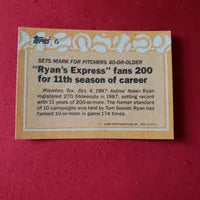 Topps 6
SETS MARK FOR PITCHERS 40-OR-OLDER
"Ryan's Express" fans 200
for 11th season of career
Houston, Tex., Oct. 4, 1987: Astros' Nolan Ryan
registered 270 Strikeouts in 1987, setting record
with 11 years of 200-or-more. The former standard
of 10 campaigns was held by Tom Seaver. Ryan has
fanned 10-or-more in game 174 times.